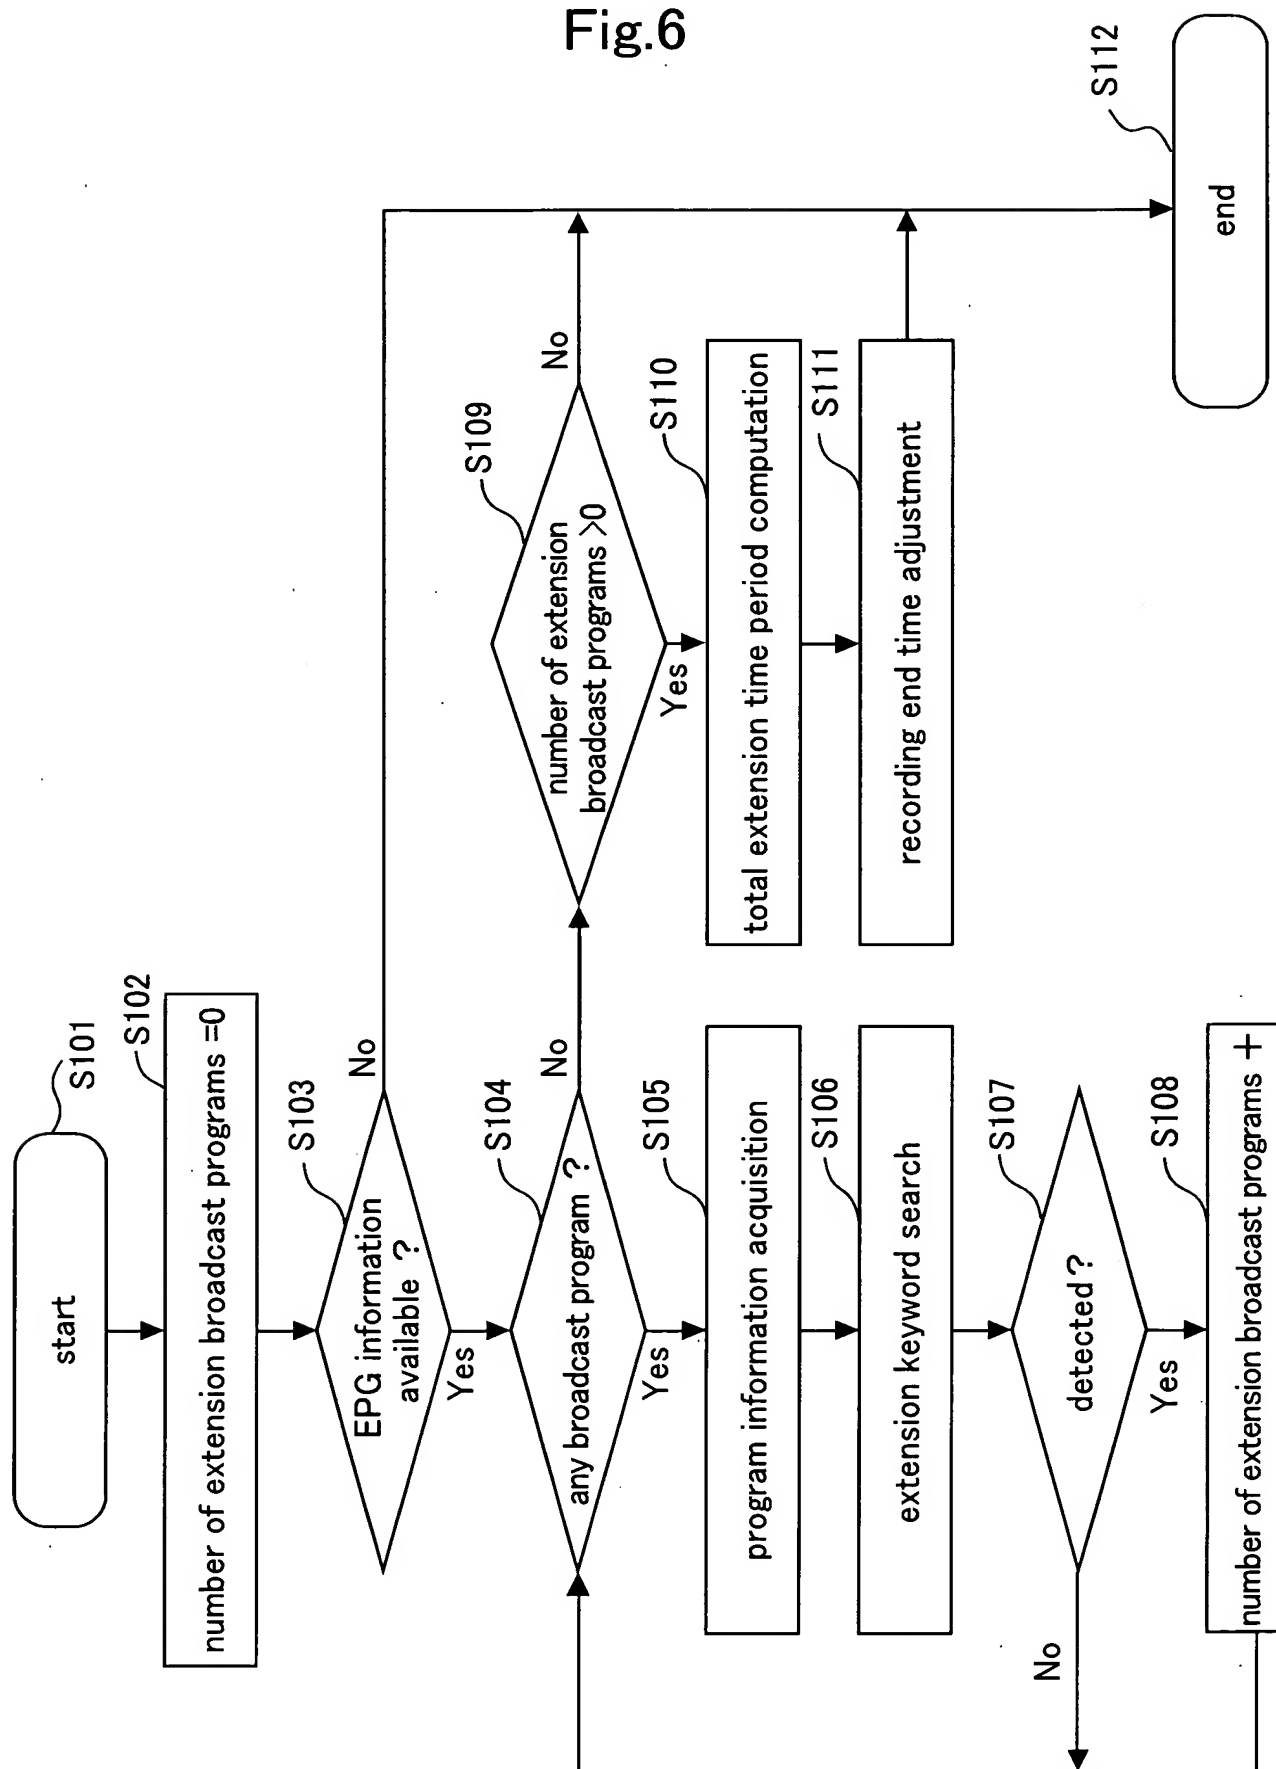 Fig.6
start
S101
number of extension broadcast programs =0
S102
EPG information
available ?
S103
No
Yes
any broadcast program ?
S104
No
Yes
program information acquisition
S105
extension keyword search
S106
detected?
S107
No
Yes
number of extension broadcast programs +
S108
number of extension
broadcast programs >0
S109
No
Yes
total extension time period computation
S110
recording end time adjustment
S111
end
S112